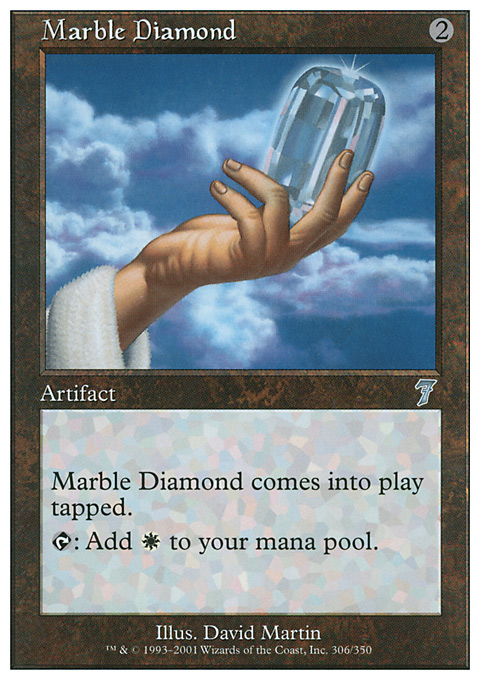 Marble Diamond 2
Artifact
Marble Diamond comes into play
tapped.
: Add to your mana pool.
Illus. David Martin
™ & © 1993-2001 Wizards of the Coast, Inc. 306/350